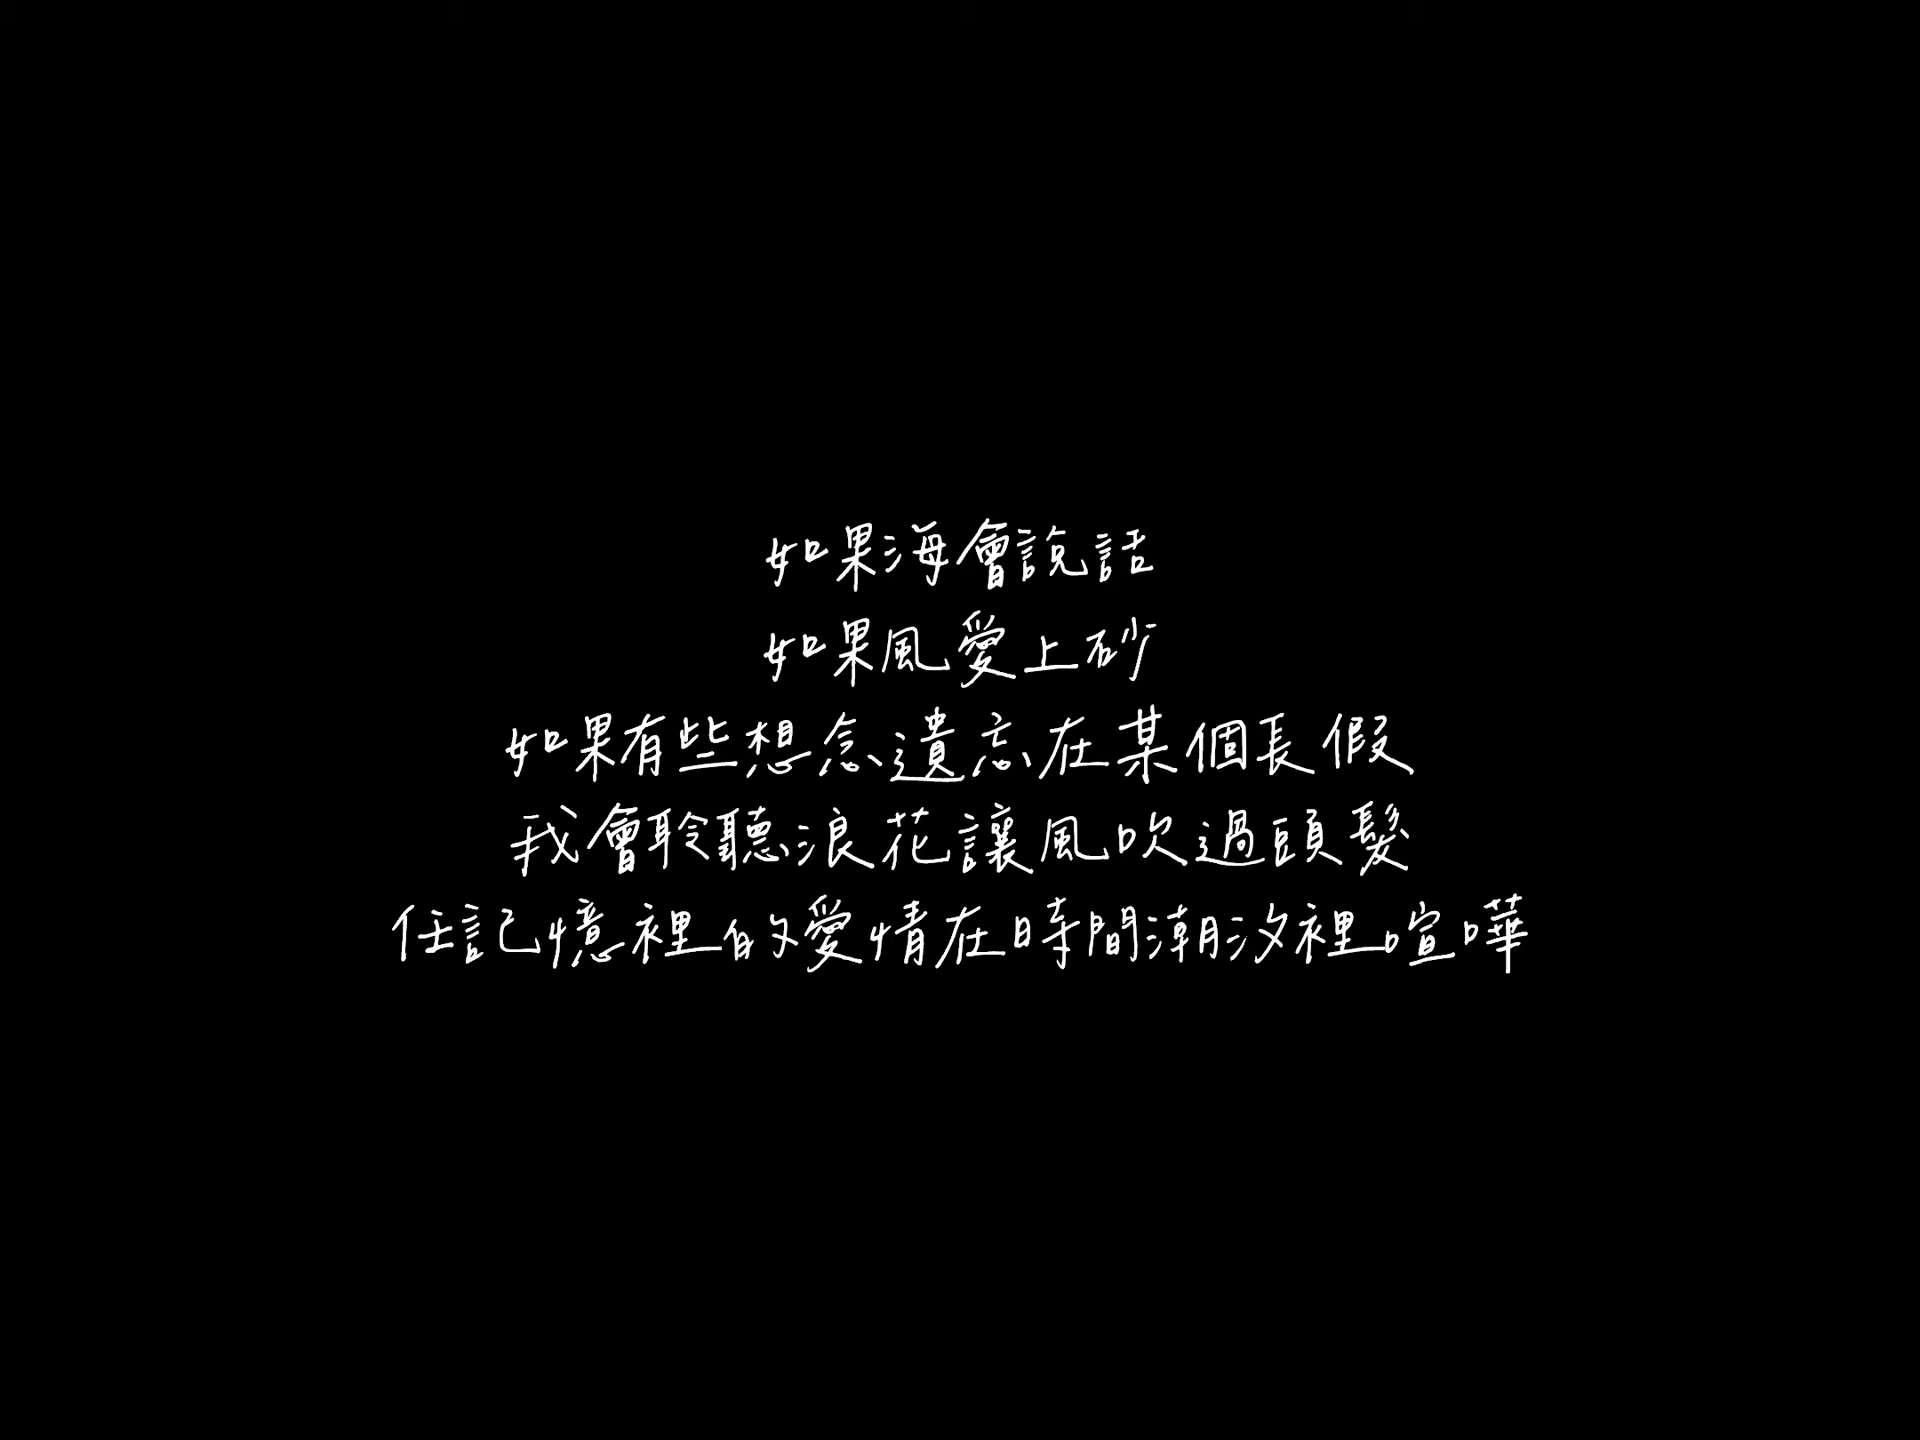 如果海會說話
如果風愛上砂
如果有些想念遺忘在某個長假
我會聆聽浪花讓風吹過頭髮
任記憶裡的愛情在時間潮汐裡喧嘩